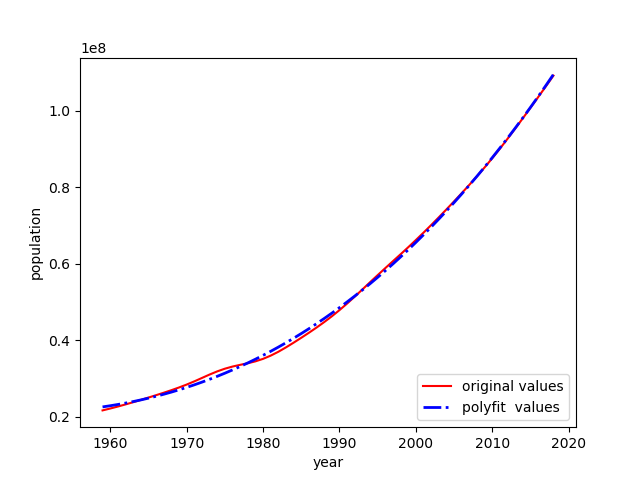 1e8
1.0
0.8
0.6
0.4
0.2
population
1960 1970 1980 1990 2000 2010 2020
year
original values
polyfit  values